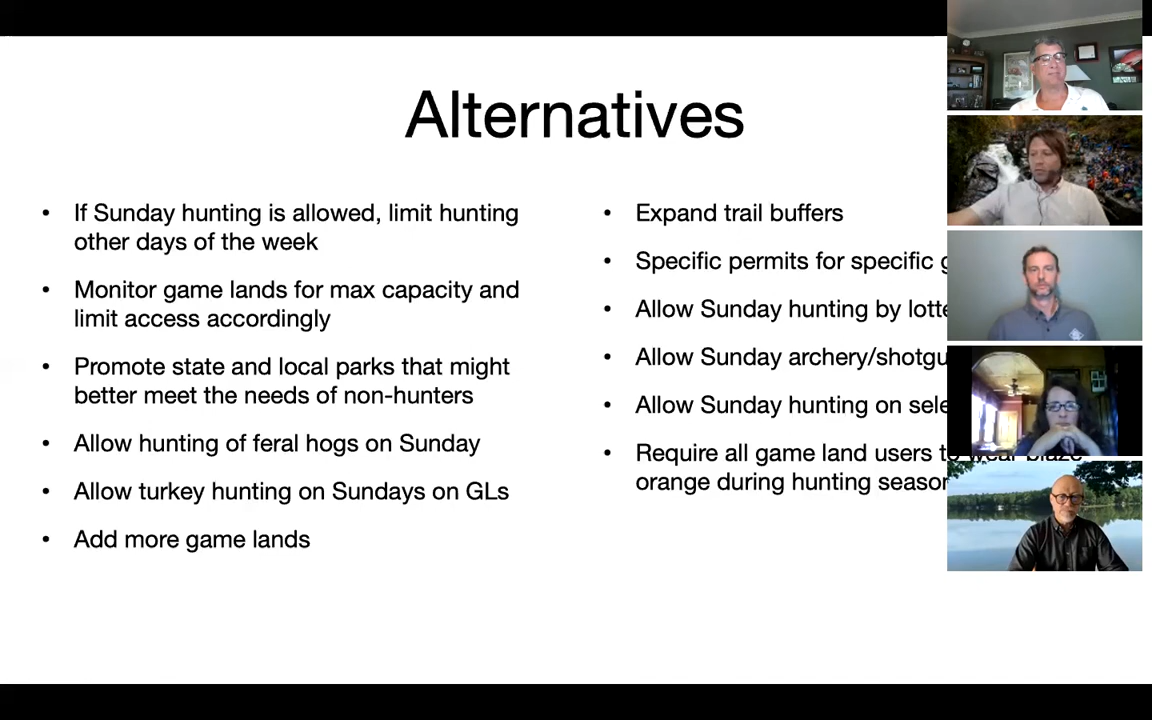 Alternatives
• If Sunday hunting is allowed, limit hunting
other days of the week
• Monitor game lands for max capacity and
limit access accordingly
• Promote state and local parks that might
better meet the needs of non-hunters
• Allow hunting of feral hogs on Sunday
• Allow turkey hunting on Sundays on GLs
• Add more game lands
• Expand trail buffers
• Specific permits for specific
• Allow Sunday hunting by
• Allow Sunday
• Allow Sunday hunting on
• Require all game land users to wear blaze
orange during hunting